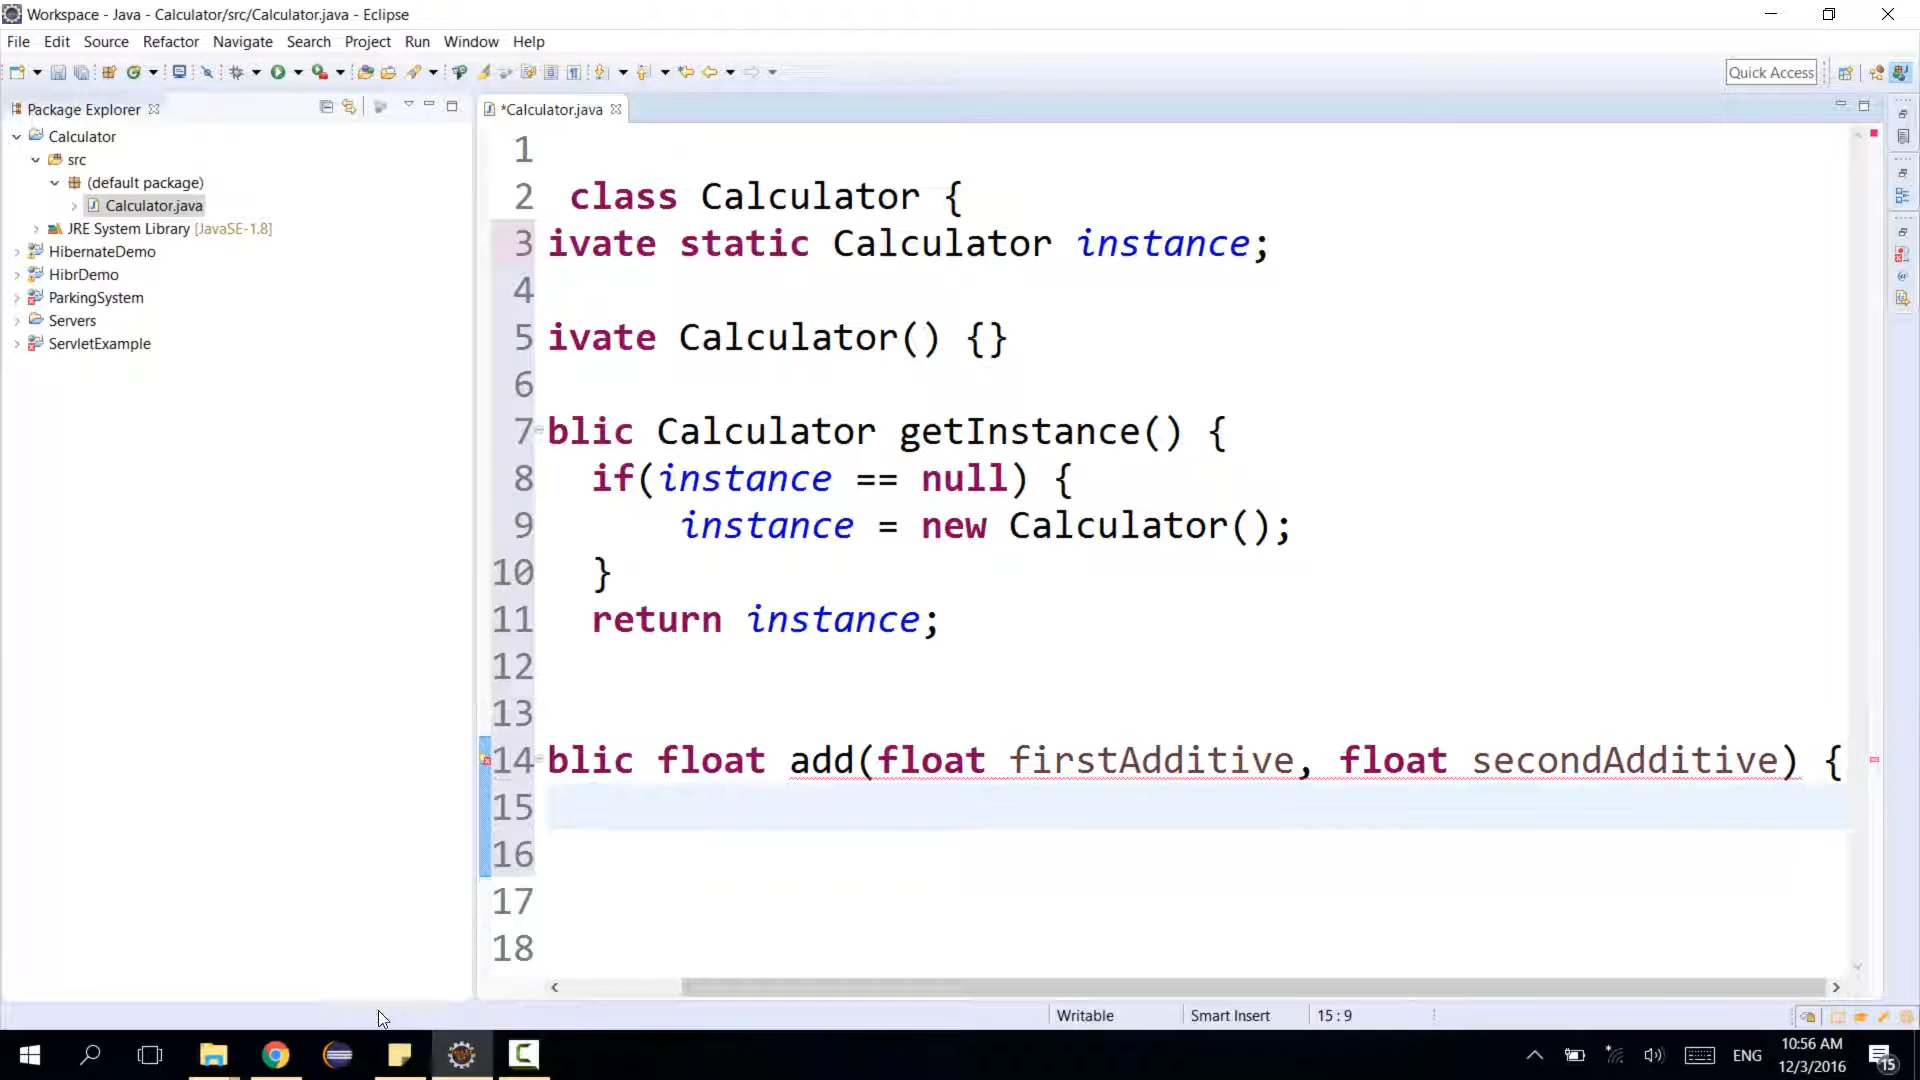 Workspace - Java - Calculator/src/Calculator.java - Eclipse
File Edit Source Refactor Navigate Search Project Run Window Help
Quick Access
Package Explorer
*Calculator.java
Calculator
src
(default package)
Calculator.java
JRE System Library [JavaSE-1.8]
HibernateDemo
HibrDemo
ParkingSystem
Servers
ServletExample
1
2 class Calculator {
3 ivate static Calculator instance;
4
5 ivate Calculator() {}
6
7 blic Calculator getInstance() {
8 if(instance == null) {
9 instance = new Calculator();
10 }
11 return instance;
12
13
14 blic float add(float firstAdditive, float secondAdditive) {
15
16
17
18
Writable Smart Insert 15 : 9
ENG
10:56 AM
12/3/2016
15